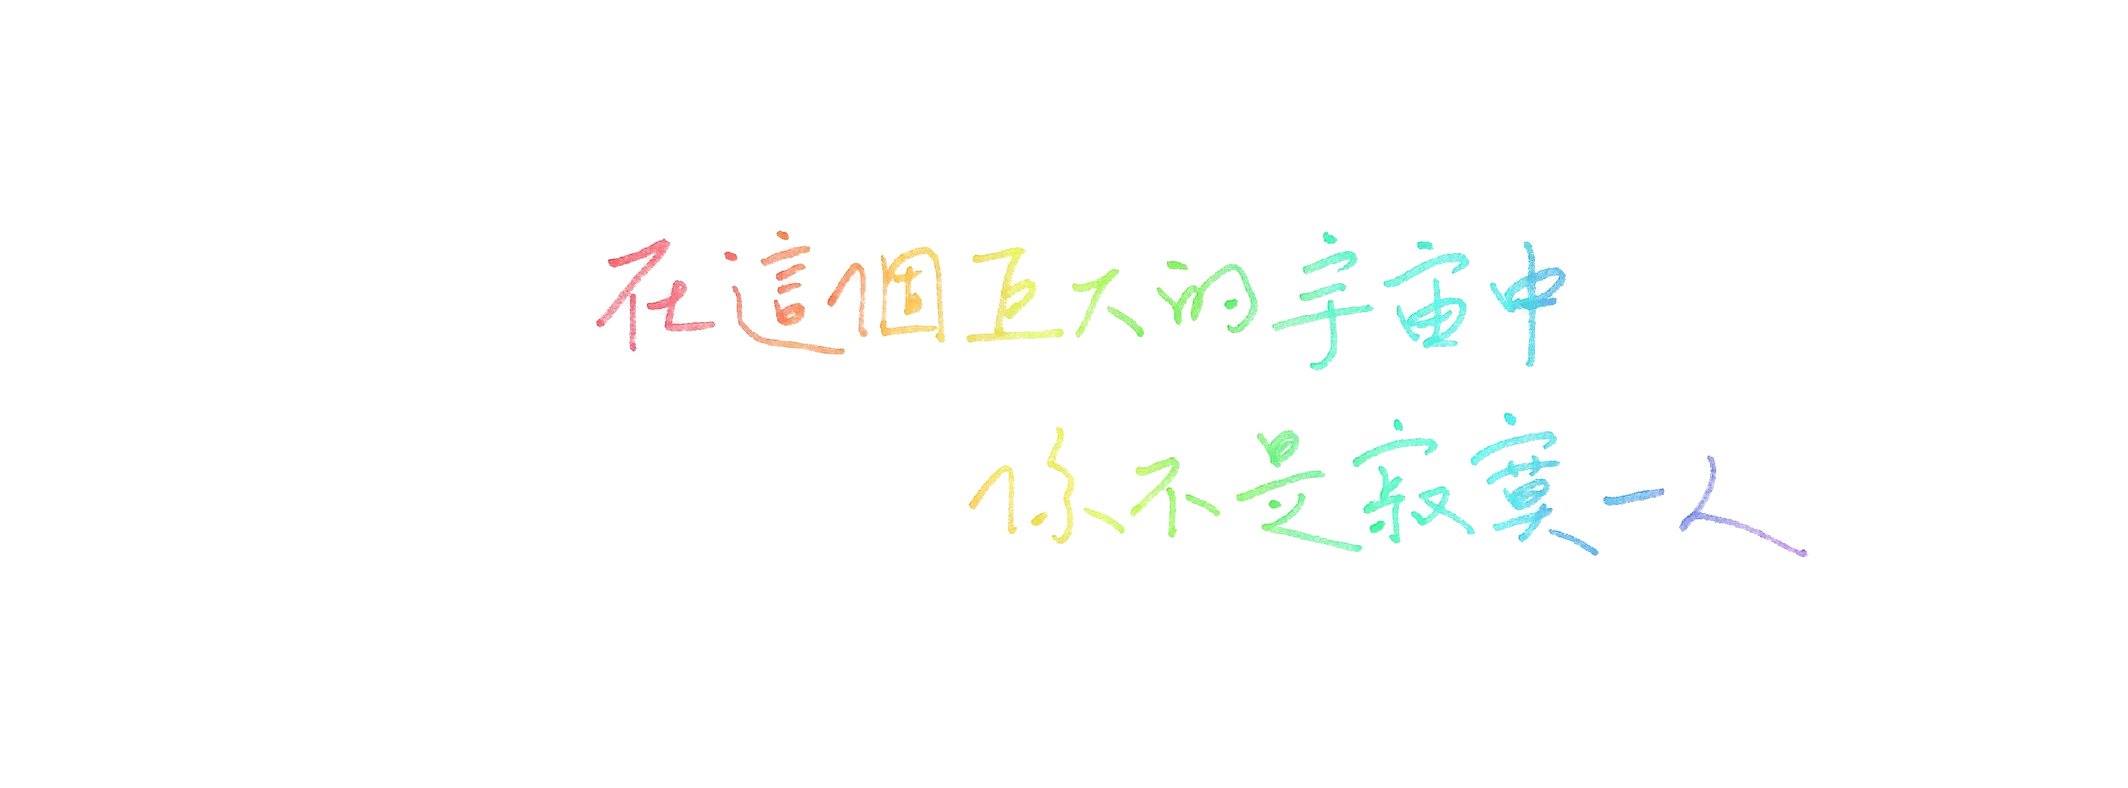 在這個巨大的宇宙中
你不是寂寞一人